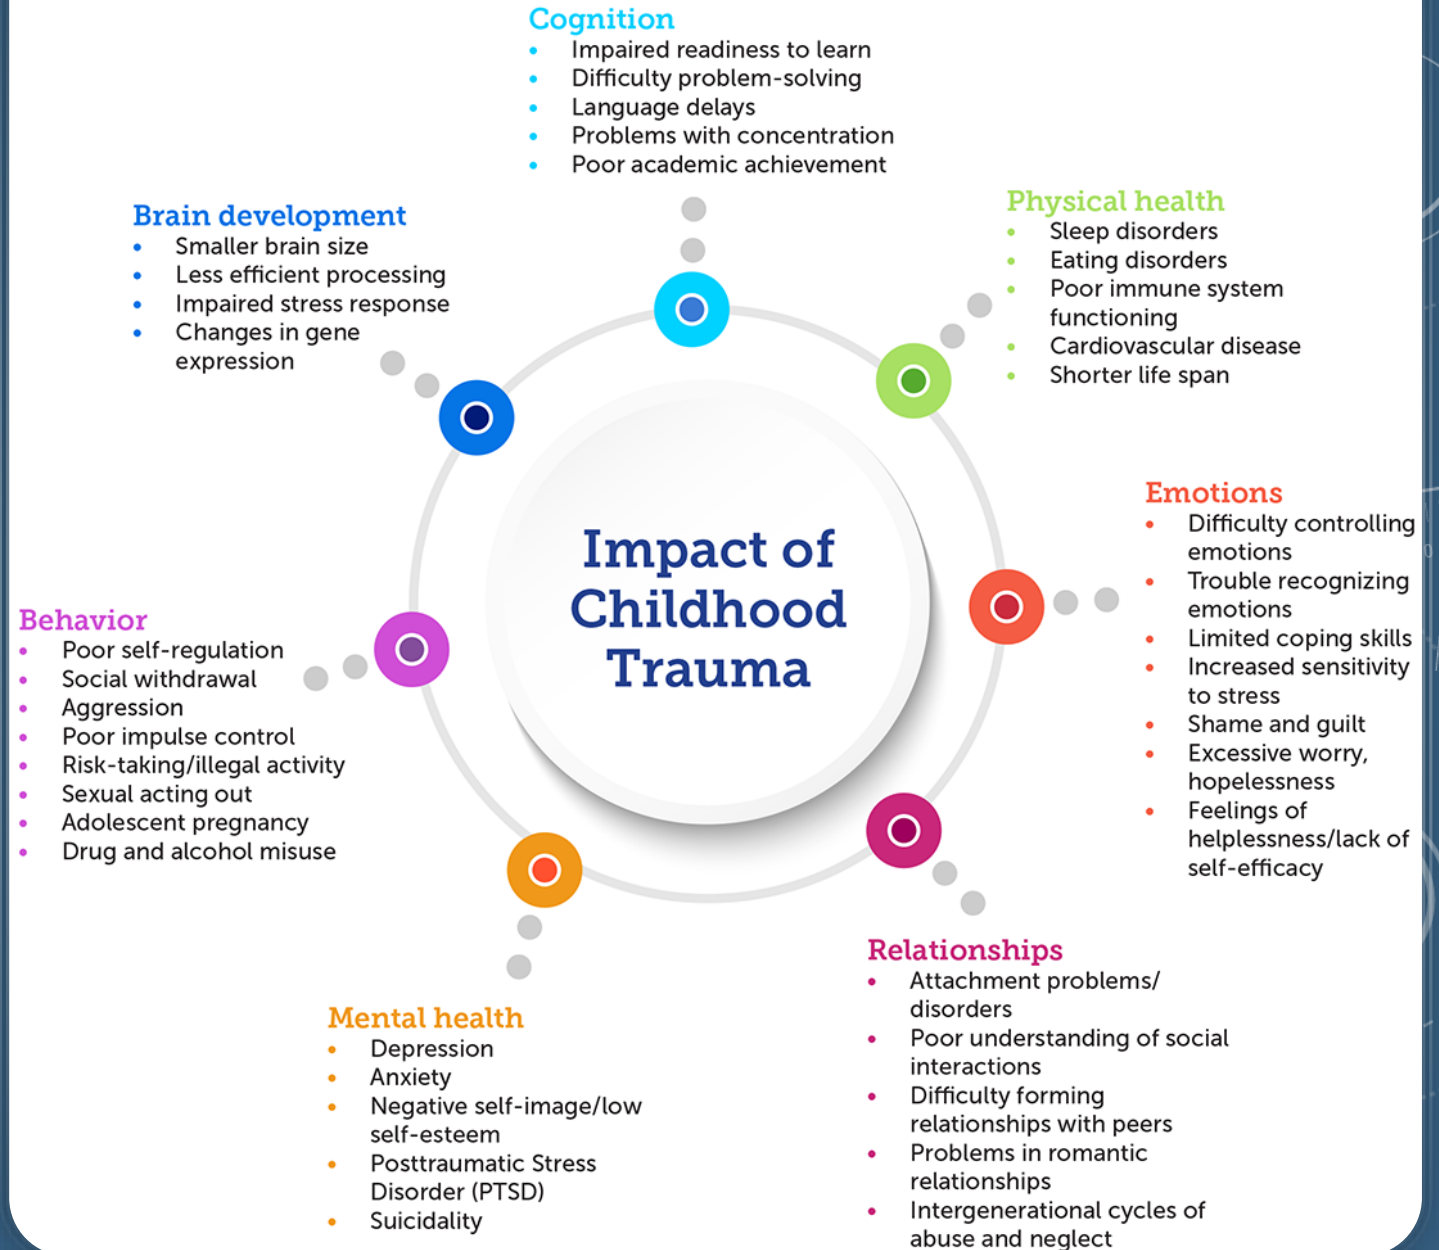 Cognition
• Impaired readiness to learn
• Difficulty problem-solving
• Language delays
• Problems with concentration
• Poor academic achievement
Brain development
• Smaller brain size
• Less efficient processing
• Impaired stress response
• Changes in gene
expression
Physical health
• Sleep disorders
• Eating disorders
• Poor immune system
functioning
• Cardiovascular disease
• Shorter life span
Impact of
Childhood
Trauma
Emotions
• Difficulty controlling
emotions
• Trouble recognizing
emotions
• Limited coping skills
• Increased sensitivity
to stress
• Shame and guilt
• Excessive worry,
hopelessness
• Feelings of
helplessness/lack of
self-efficacy
Behavior
• Poor self-regulation
• Social withdrawal
• Aggression
• Poor impulse control
• Risk-taking/illegal activity
• Sexual acting out
• Adolescent pregnancy
• Drug and alcohol misuse
Mental health
• Depression
• Anxiety
• Negative self-image/low
self-esteem
• Posttraumatic Stress
Disorder (PTSD)
• Suicidality
Relationships
• Attachment problems/
disorders
• Poor understanding of social
interactions
• Difficulty forming
relationships with peers
• Problems in romantic
relationships
• Intergenerational cycles of
abuse and neglect